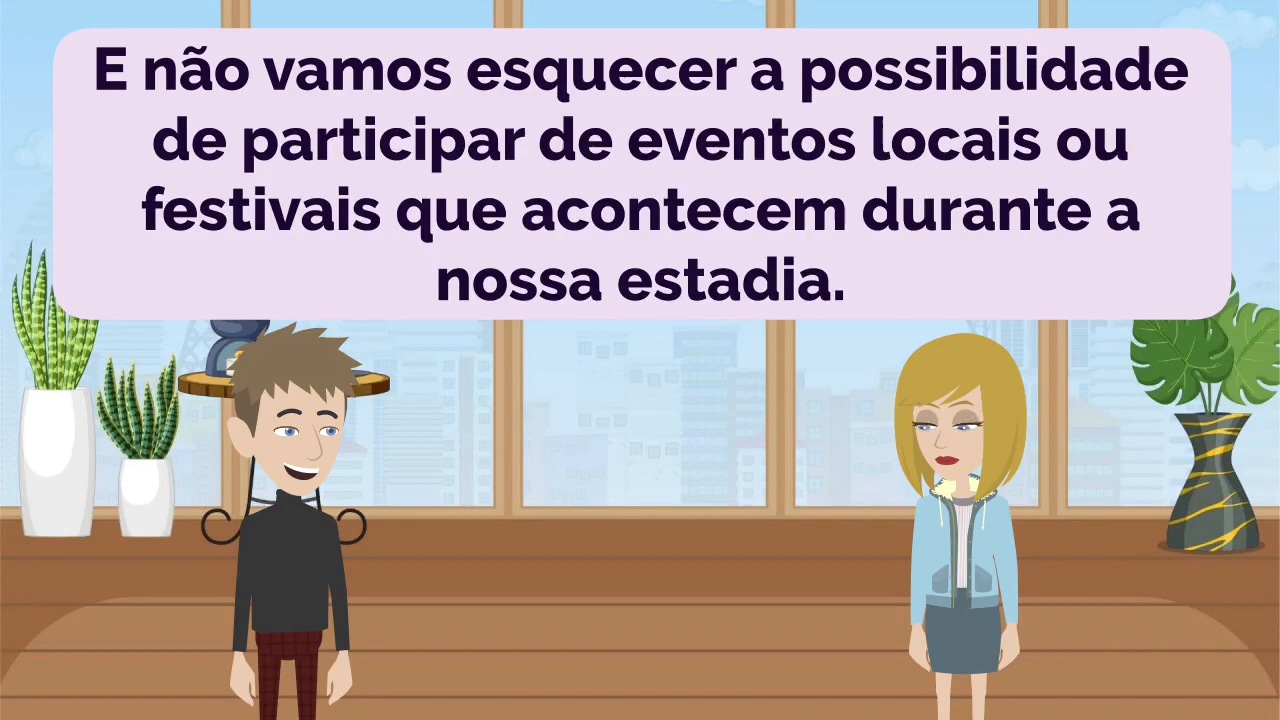 E não vamos esquecer a possibilidade
de participar de eventos locais ou
festivais que acontecem durante a
nossa estadia.